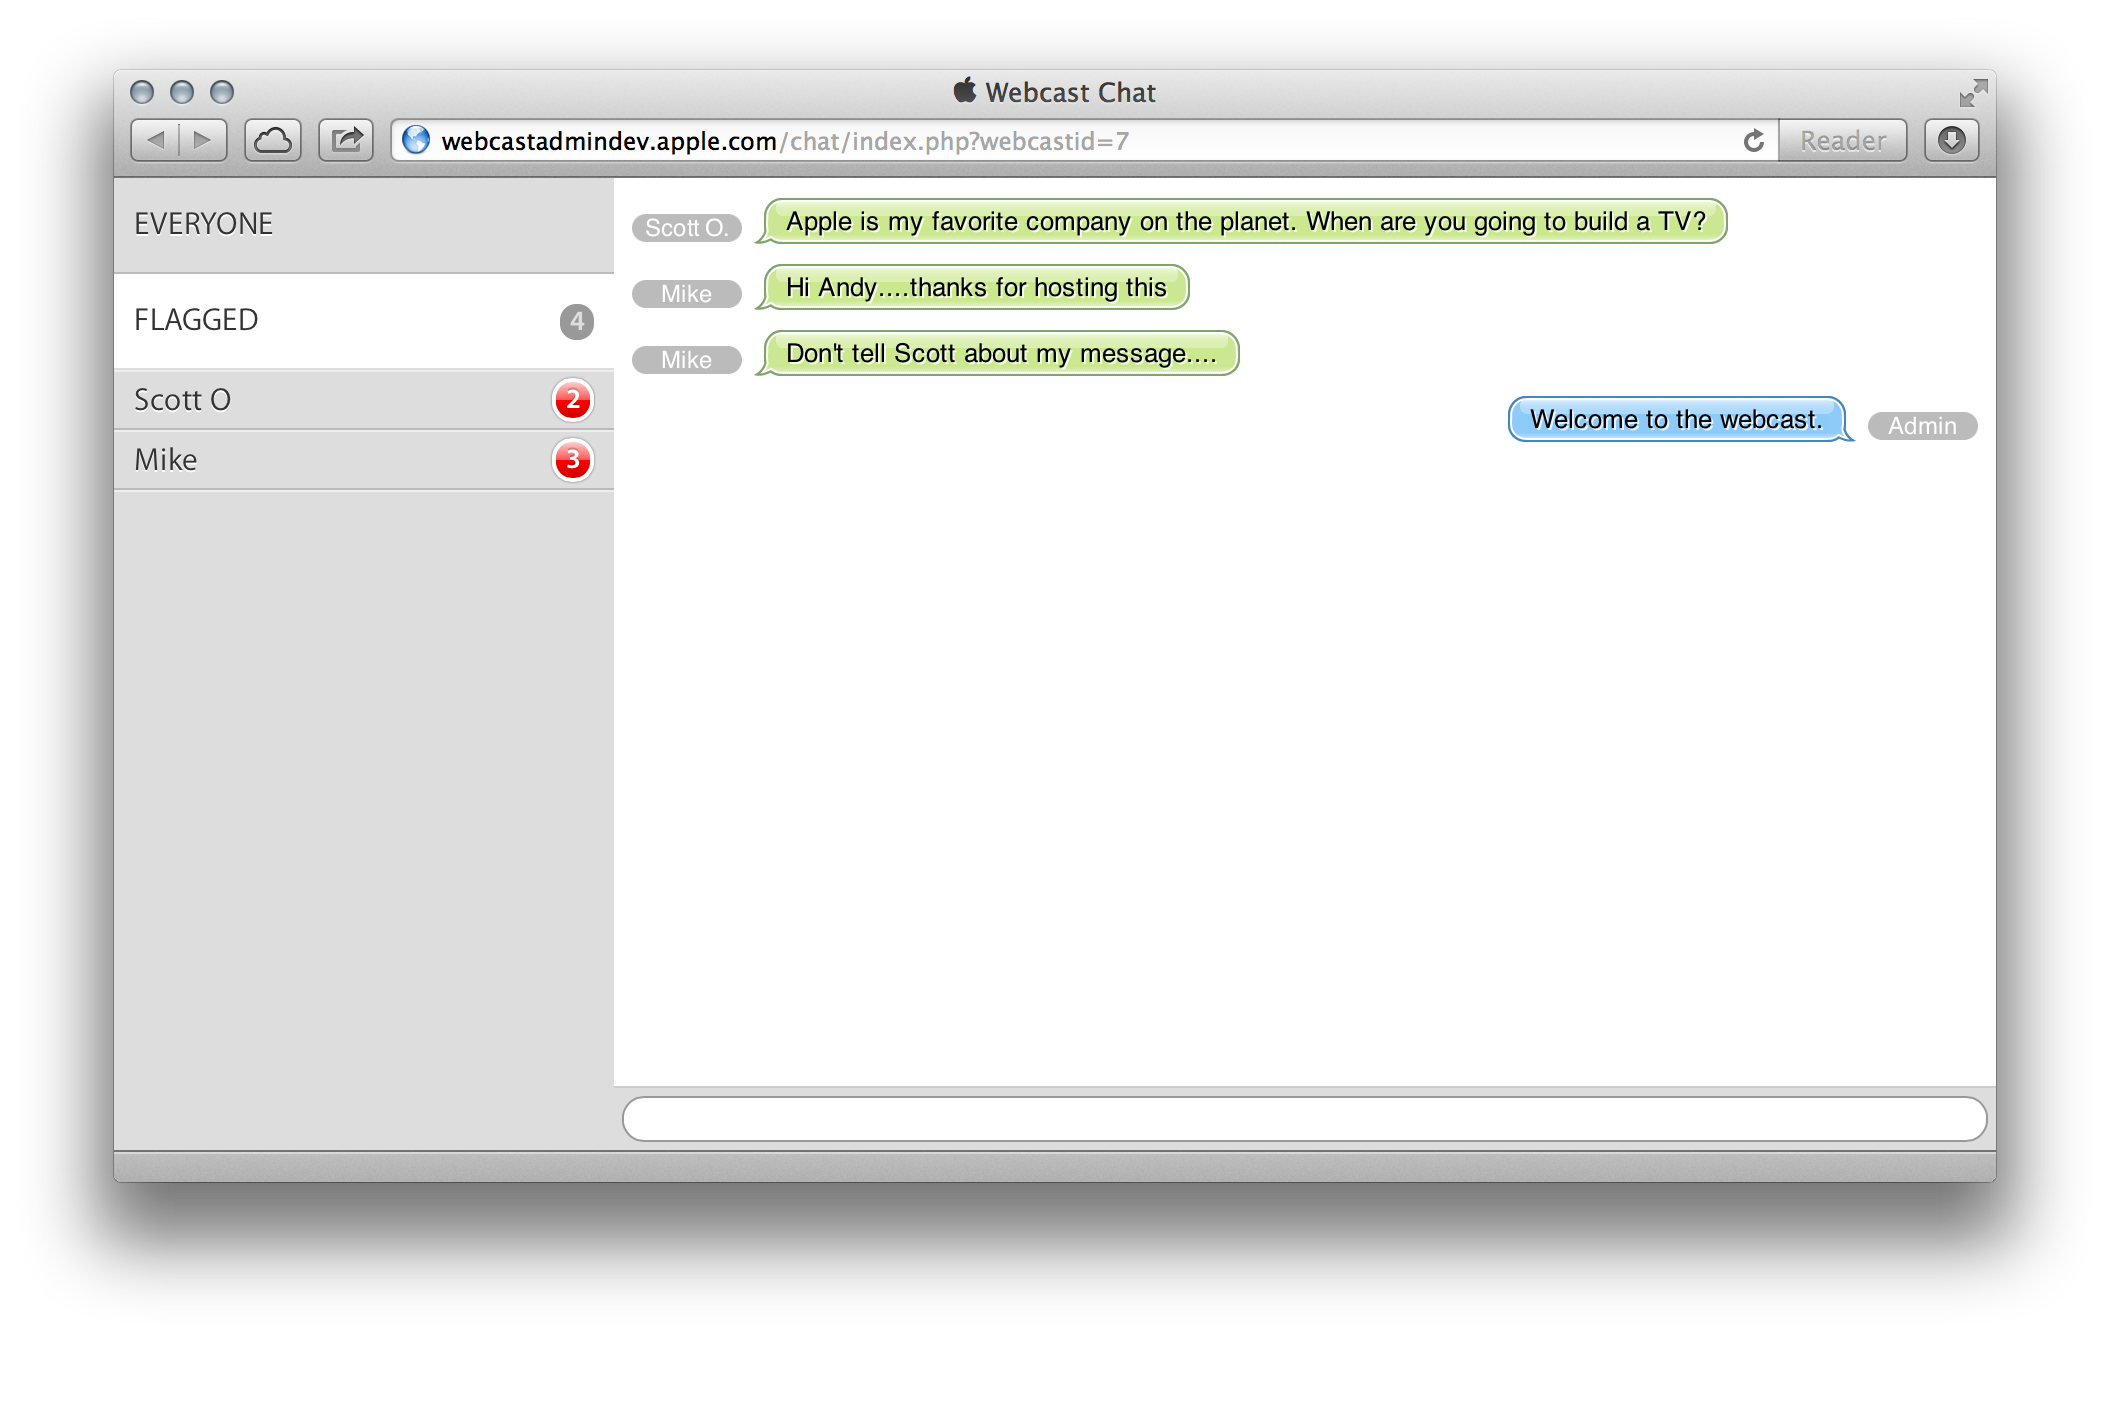 Webcast Chat
webcastadmindev.apple.com/chat/index.php?webcastid=7
Reader
EVERYONE
FLAGGED 4
Scott O 2
Mike 3
Scott O. Apple is my favorite company on the planet. When are you going to build a TV?
Mike Hi Andy....thanks for hosting this
Mike Don't tell Scott about my message....
Welcome to the webcast. Admin